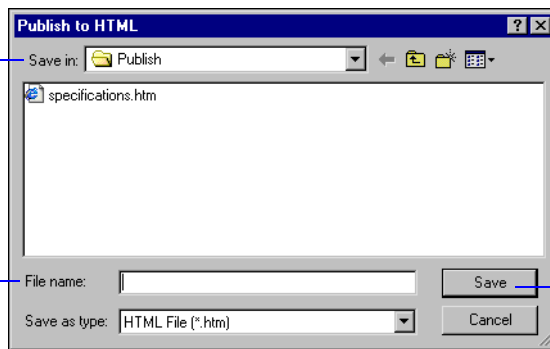 Publish to HTML
Save in: Publish
specifications.htm
File name:
Save
Save as type: HTML File (*.htm)
Cancel